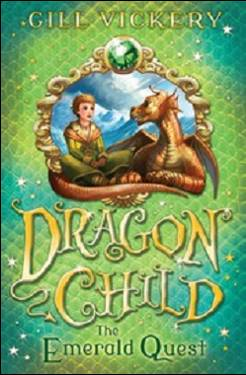 GILL VICKERY
DRAGON
CHILD
The
Emerald Quest